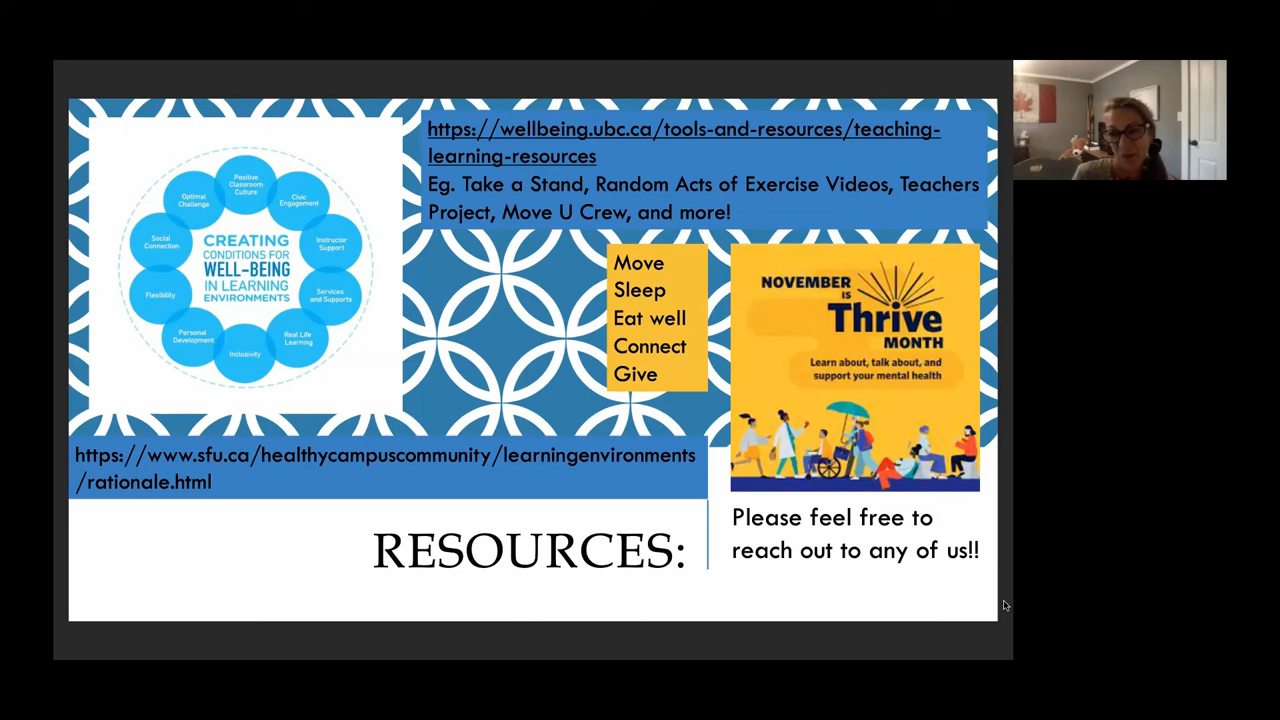 https://wellbeing.ubc.ca/tools-and-resources/teaching-
learning-resources
Eg. Take a Stand, Random Acts of Exercise Videos, Teachers
Project, Move U Crew, and more!
Positive
Classroom
Culture
Civic
Engagement
Instructor
Support
Services
and Supports
Real Life
Learning
Inclusivity
Personal
Development
Flexibility
Social
Connection
Optimal
Challenge
CREATING
CONDITIONS FOR
WELL-BEING
IN LEARNING
ENVIRONMENTS
Move
Sleep
Eat well
Connect
Give
NOVEMBER
IS
Thrive
MONTH
Learn about, talk about, and
support your mental health
https://www.sfu.ca/healthycampuscommunity/learningenvironments
/rationale.html
RESOURCES:
Please feel free to
reach out to any of us!!